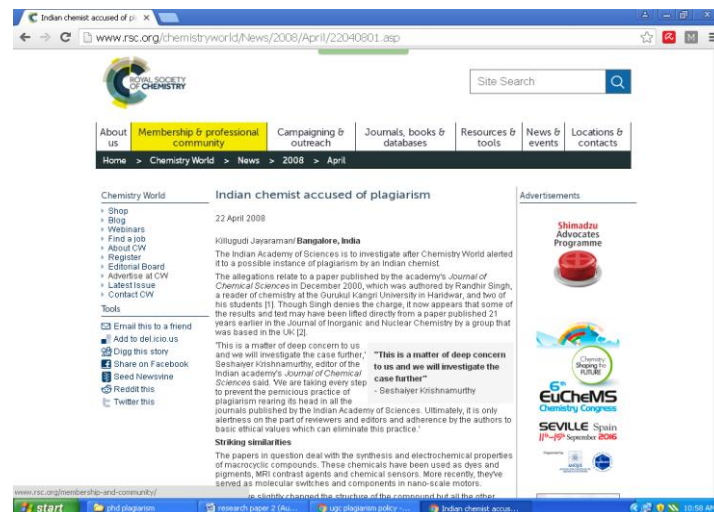 Indian chemist accused of pl
www.rsc.org/chemistryworld/News/2008/April/22040801.asp
ROYAL SOCIETY
OF CHEMISTRY
Site Search
About us
Membership & professional community
Campaigning & outreach
Journals, books & databases
Resources & tools
News & events
Locations & contacts
Home > Chemistry World > News > 2008 > April
Chemistry World
Shop
Blog
Webinars
Find a job
About CW
Register
Editorial Board
Advertise at CW
Latest Issue
Contact CW
Tools
Email this to a friend
Add to del.icio.us
Digg this story
Share on Facebook
Seed Newsvine
Reddit this
Twitter this
Indian chemist accused of plagiarism
22 April 2008
Killugudi Jayaraman/ Bangalore, India
The Indian Academy of Sciences is to investigate after Chemistry World alerted
it to a possible instance of plagiarism by an Indian chemist.
The allegations relate to a paper published by the academy's Journal of
Chemical Sciences in December 2000, which was authored by Randhir Singh,
a reader of chemistry at the Gurukul Kangri University in Haridwar, and two of
his students [1]. Though Singh denies the charge, it now appears that some of
the results and text may have been lifted directly from a paper published 21
years earlier in the Journal of Inorganic and Nuclear Chemistry by a group that
was based in the UK [2].
'This is a matter of deep concern to us
and we will investigate the case further,'
Seshaiyer Krishnamurthy, editor of the
Indian academy's Journal of Chemical
Sciences said. 'We are taking every step
to prevent the pernicious practice of
plagiarism rearing its head in all the
journals published by the Indian Academy of Sciences. Ultimately, it is only
alertness on the part of reviewers and editors and adherence by the authors to
basic ethical values which can eliminate this practice.'
"This is a matter of deep concern
to us and we will investigate the
case further"
- Seshaiyer Krishnamurthy
Striking similarities
The papers in question deal with the synthesis and electrochemical properties
of macrocyclic compounds. These chemicals have been used as dyes and
pigments, MRI contrast agents and chemical sensors. More recently, they've
served as molecular switches and components in nano-scale motors.
slightly changed the structure of the compound but all the other
Advertisements
Shimadzu
Advocates
Programme
Chemistry
Shaping the
FUTURE
6th
EuCheMS
Chemistry Congress
SEVILLE Spain
11th-15th September 2016
www.rsc.org/membership-and-community/
start
phd plagiarism
research paper 2 (Au...
ugc plagiarism policy -...
Indian chemist accus...
10:58 AM